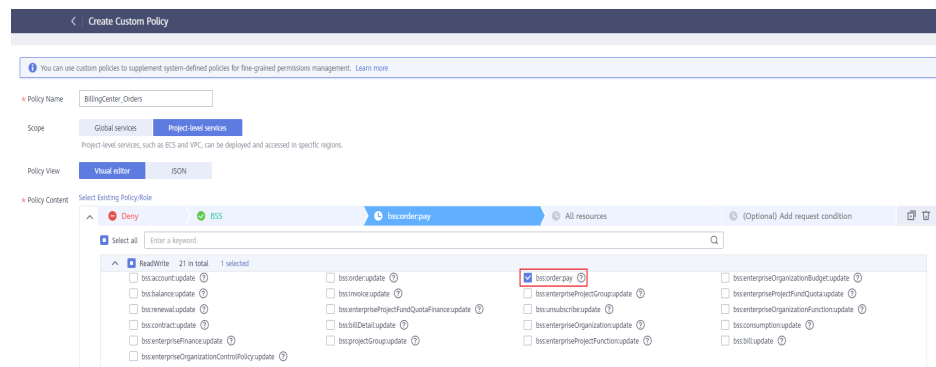 Create Custom Policy
You can use custom policies to supplement system-defined policies for fine-grained permissions management. Learn more
* Policy Name BillingCenter_Orders
Scope Global services Project-level services
Project-level services, such as ECS and VPC, can be deployed and accessed in specific regions.
Policy View Visual editor JSON
* Policy Content Select Existing Policy/Role
Deny BSS bss:order:pay All resources (Optional) Add request condition
Select all Enter a keyword.
ReadWrite 21 in total 1 selected
bss:account:update bss:order:update bss:order:pay bss:enterpriseOrganizationBudget:update
bss:balance:update bss:invoice:update bss:enterpriseProjectGroup:update bss:enterpriseProjectFundQuota:update
bss:renewal:update bss:enterpriseProjectFundQuotaFinance:update bss:unsubscribe:update bss:enterpriseOrganizationFunction:update
bss:contract:update bss:billDetail:update bss:enterpriseOrganization:update bss:consumption:update
bss:enterpriseFinance:update bss:projectGroup:update bss:enterpriseProjectFunction:update bss:bill:update
bss:enterpriseOrganizationControlPolicy:update